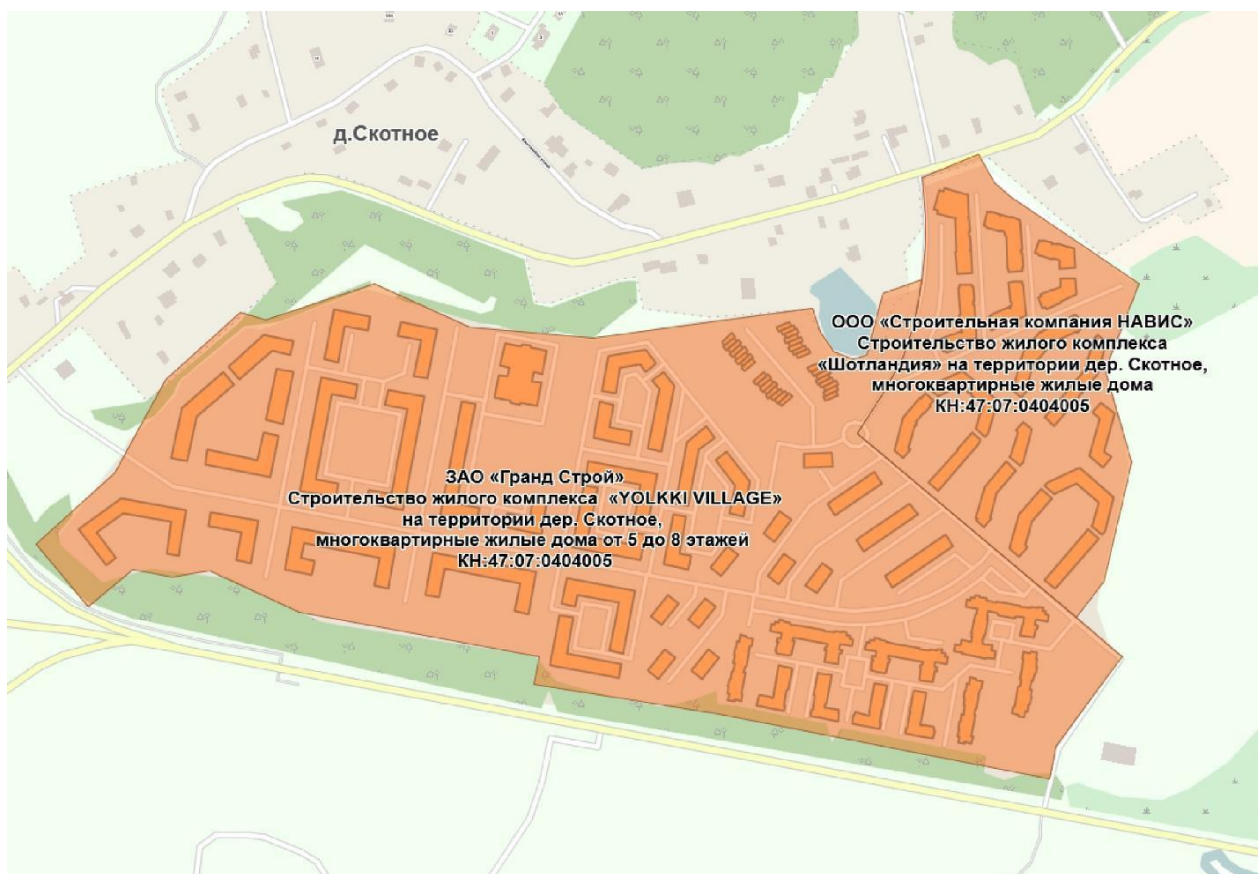 д.Скотное
ООО «Строительная компания НАВИС»
Строительство жилого комплекса
«Шотландия» на территории дер. Скотное,
многоквартирные жилые дома
КН:47:07:0404005
ЗАО «Гранд Строй»
Строительство жилого комплекса «YOLKKI VILLAGE»
на территории дер. Скотное,
многоквартирные жилые дома от 5 до 8 этажей
КН:47:07:0404005